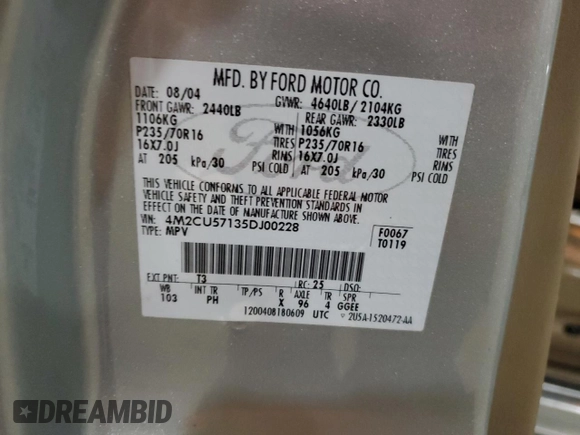 MFD. BY FORD MOTOR CO.
DATE: 08/04 GVWR: 4640LB/ 2104KG
FRONT GAWR: 2440LB REAR GAWR: 2330LB
1106KG 1056KG
P235/70R16 TIRES P235/70R16 TIRES
16X7.0J RIMS 16X7.0J RIMS
AT 205 kPa/30 PSI COLD AT 205 kPa/30 PSI COLD
THIS VEHICLE CONFORMS TO ALL APPLICABLE FEDERAL MOTOR
VEHICLE SAFETY AND THEFT PREVENTION STANDARDS IN
EFFECT ON THE DATE OF MANUFACTURE SHOWN ABOVE.
VIN: 4M2CU57135DJ00228 F0067
TYPE: MPV T0119
EXT PNT: T3 RC: 25 DSO:
WB INT TR TP/PS R AXLE TR SPR
103 PH X 96 4 GGEE
1200408180609 UTC 2U5A-1520472-AA
Ford
DREAMBID